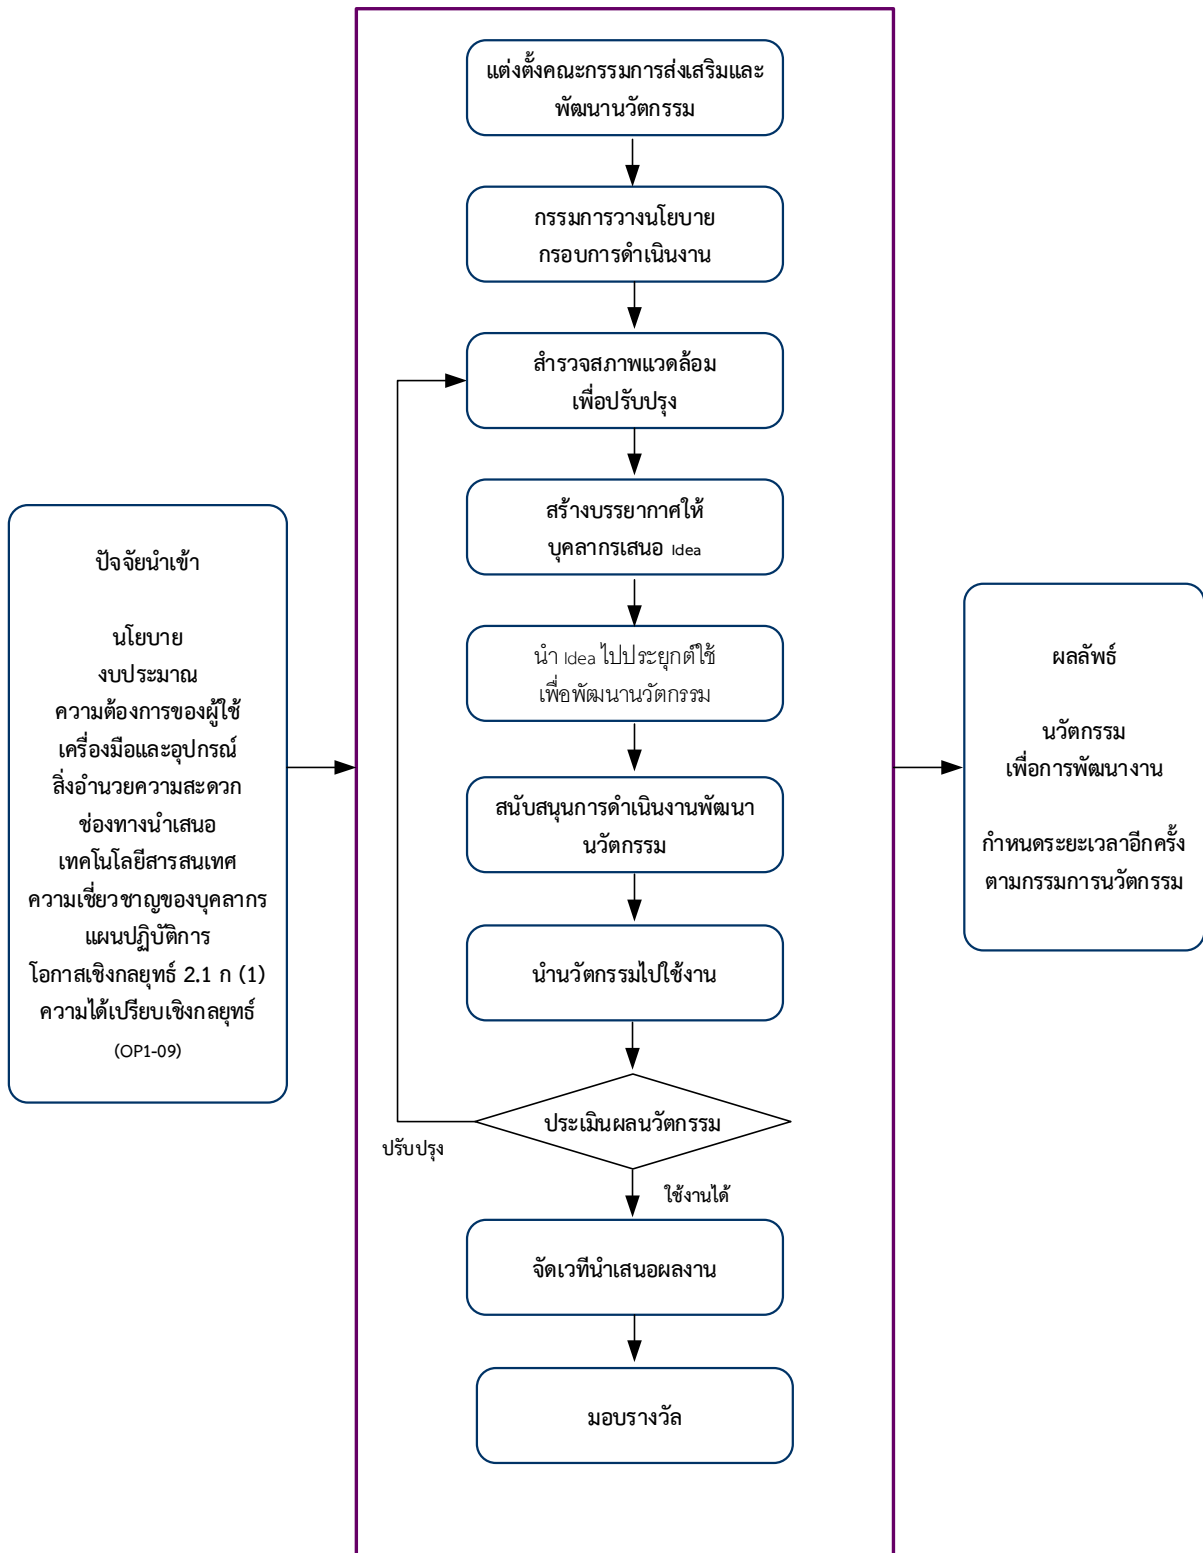 แต่งตั้งคณะกรรมการส่งเสริมและ
พัฒนานวัตกรรม
กรรมการวางนโยบาย
กรอบการดำเนินงาน
สำรวจสภาพแวดล้อม
เพื่อปรับปรุง
สร้างบรรยากาศให้
บุคลากรเสนอ Idea
นำ Idea ไปประยุกต์ใช้
เพื่อพัฒนานวัตกรรม
สนับสนุนการดำเนินงานพัฒนา
นวัตกรรม
นำนวัตกรรมไปใช้งาน
ประเมินผลนวัตกรรม
ปรับปรุง
ใช้งานได้
จัดเวทีนำเสนอผลงาน
มอบรางวัล
ปัจจัยนำเข้า
นโยบาย
งบประมาณ
ความต้องการของผู้ใช้
เครื่องมือและอุปกรณ์
สิ่งอำนวยความสะดวก
ช่องทางนำเสนอ
เทคโนโลยีสารสนเทศ
ความเชี่ยวชาญของบุคลากร
แผนปฏิบัติการ
โอกาสเชิงกลยุทธ์ 2.1 ก (1)
ความได้เปรียบเชิงกลยุทธ์
(OP1-09)
ผลลัพธ์
นวัตกรรม
เพื่อการพัฒนางาน
กำหนดระยะเวลาอีกครั้ง
ตามกรรมการนวัตกรรม